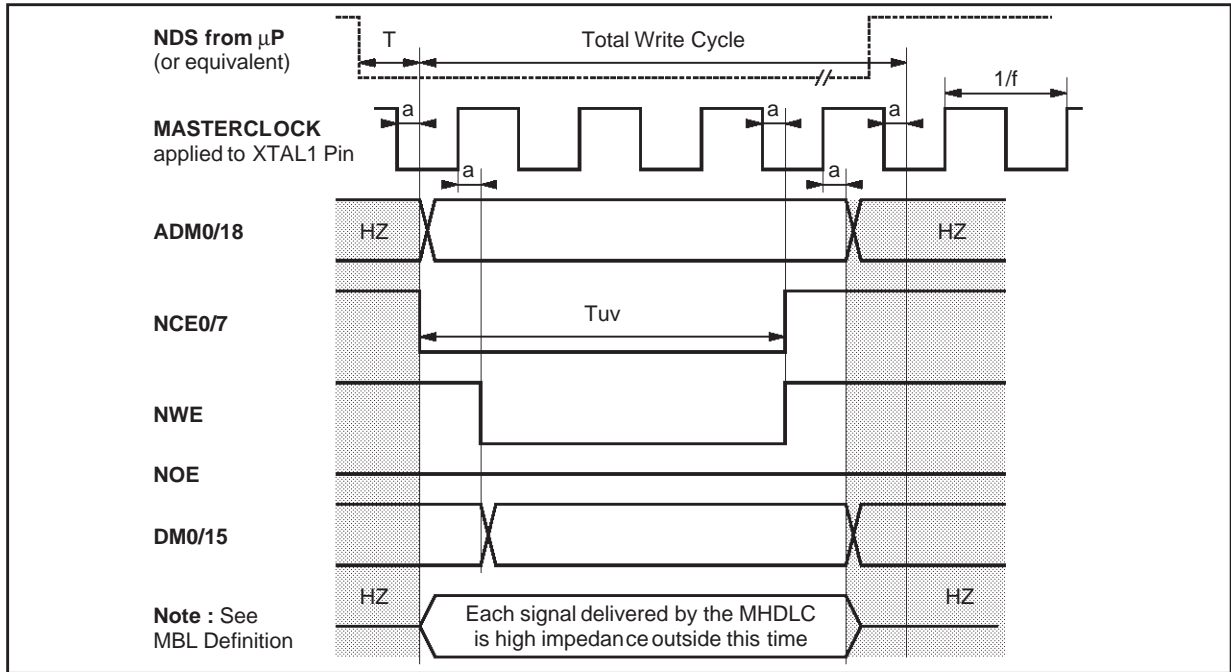 NDS from μP
(or equivalent)
T
Total Write Cycle
1/f
MASTERCLOCK
applied to XTAL1 Pin
a
a
a
a
a
ADM0/18
HZ
HZ
NCE0/7
Tuv
NWE
NOE
DM0/15
HZ
HZ
Note : See
MBL Definition
Each signal delivered by the MHDLC
is high impedance outside this time